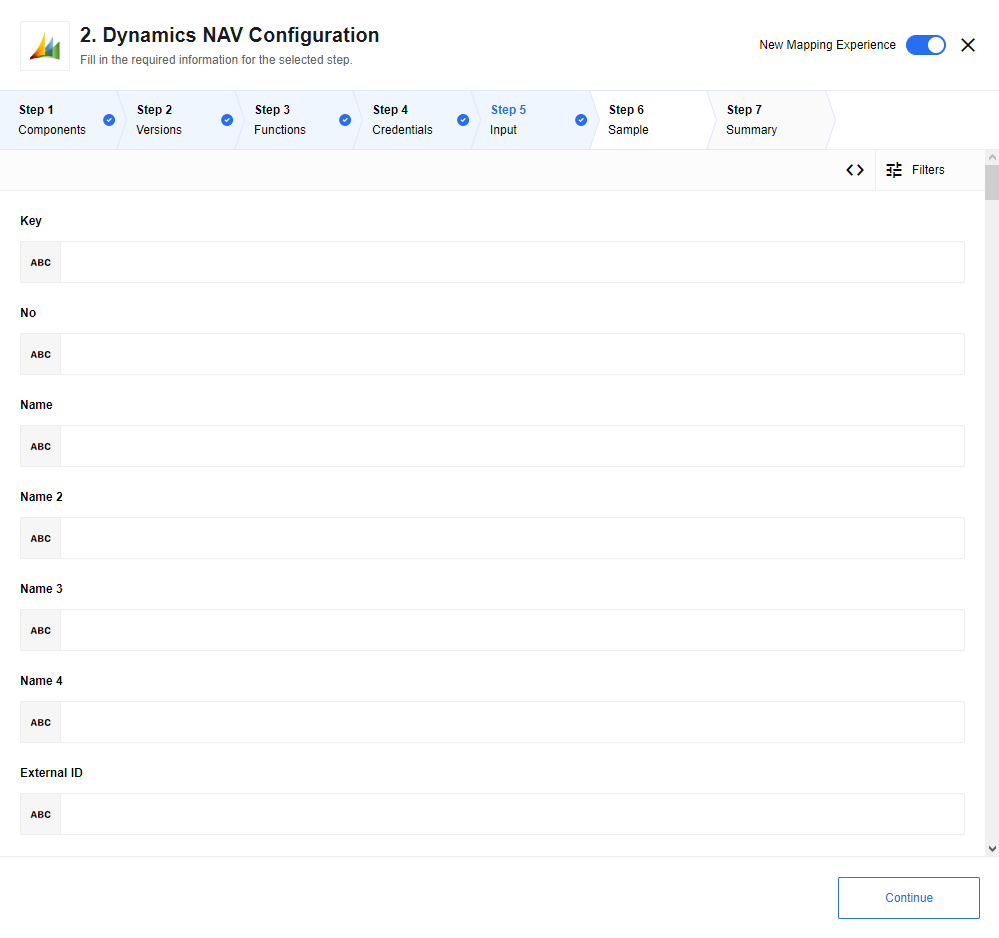 2. Dynamics NAV Configuration
Fill in the required information for the selected step.
New Mapping Experience
Step 1
Components
Step 2
Versions
Step 3
Functions
Step 4
Credentials
Step 5
Input
Step 6
Sample
Step 7
Summary
Filters
Key
ABC
No
ABC
Name
ABC
Name 2
ABC
Name 3
ABC
Name 4
ABC
External ID
ABC
Continue